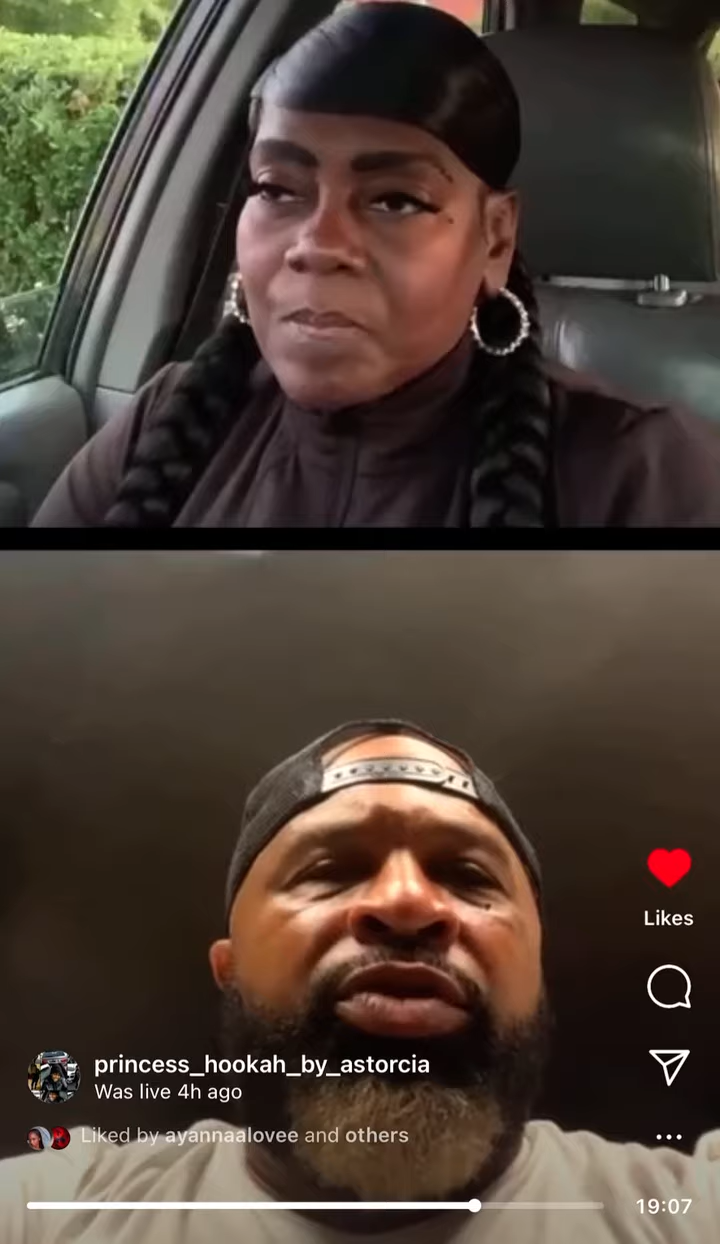 Likes
princess_hookah_by_astorcia
Was live 4h ago
Liked by ayannaalovee and others
19:07